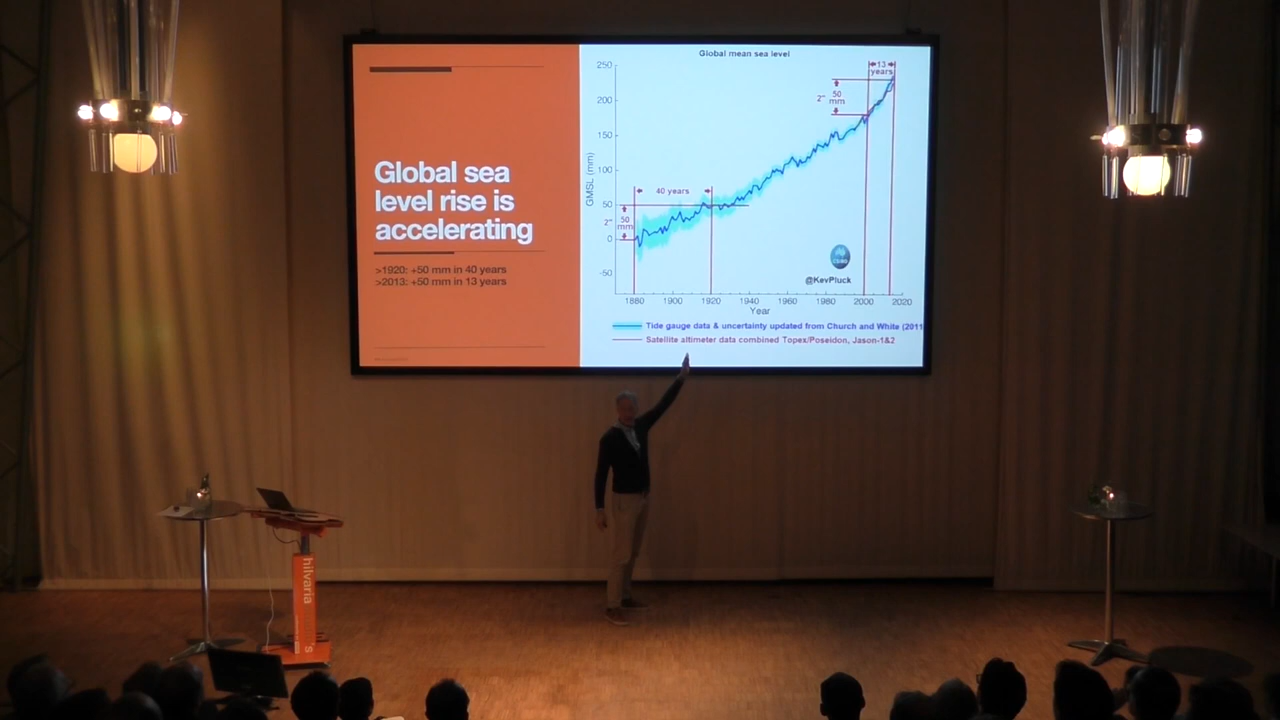 Global sea
level rise is
accelerating
>1920: +50 mm in 40 years
>2013: +50 mm in 13 years
Global mean sea level
250
200
150
100
50
0
-50
GMSL (mm)
13
years
2" 50
mm
40 years
2" 50
mm
@KevPluck
1880 1900 1920 1940 1960 1980 2000 2020
Year
Tide gauge data & uncertainty updated from Church and White (2011
Satellite altimeter data combined Topex/Poseidon, Jason-1&2
hilvaria